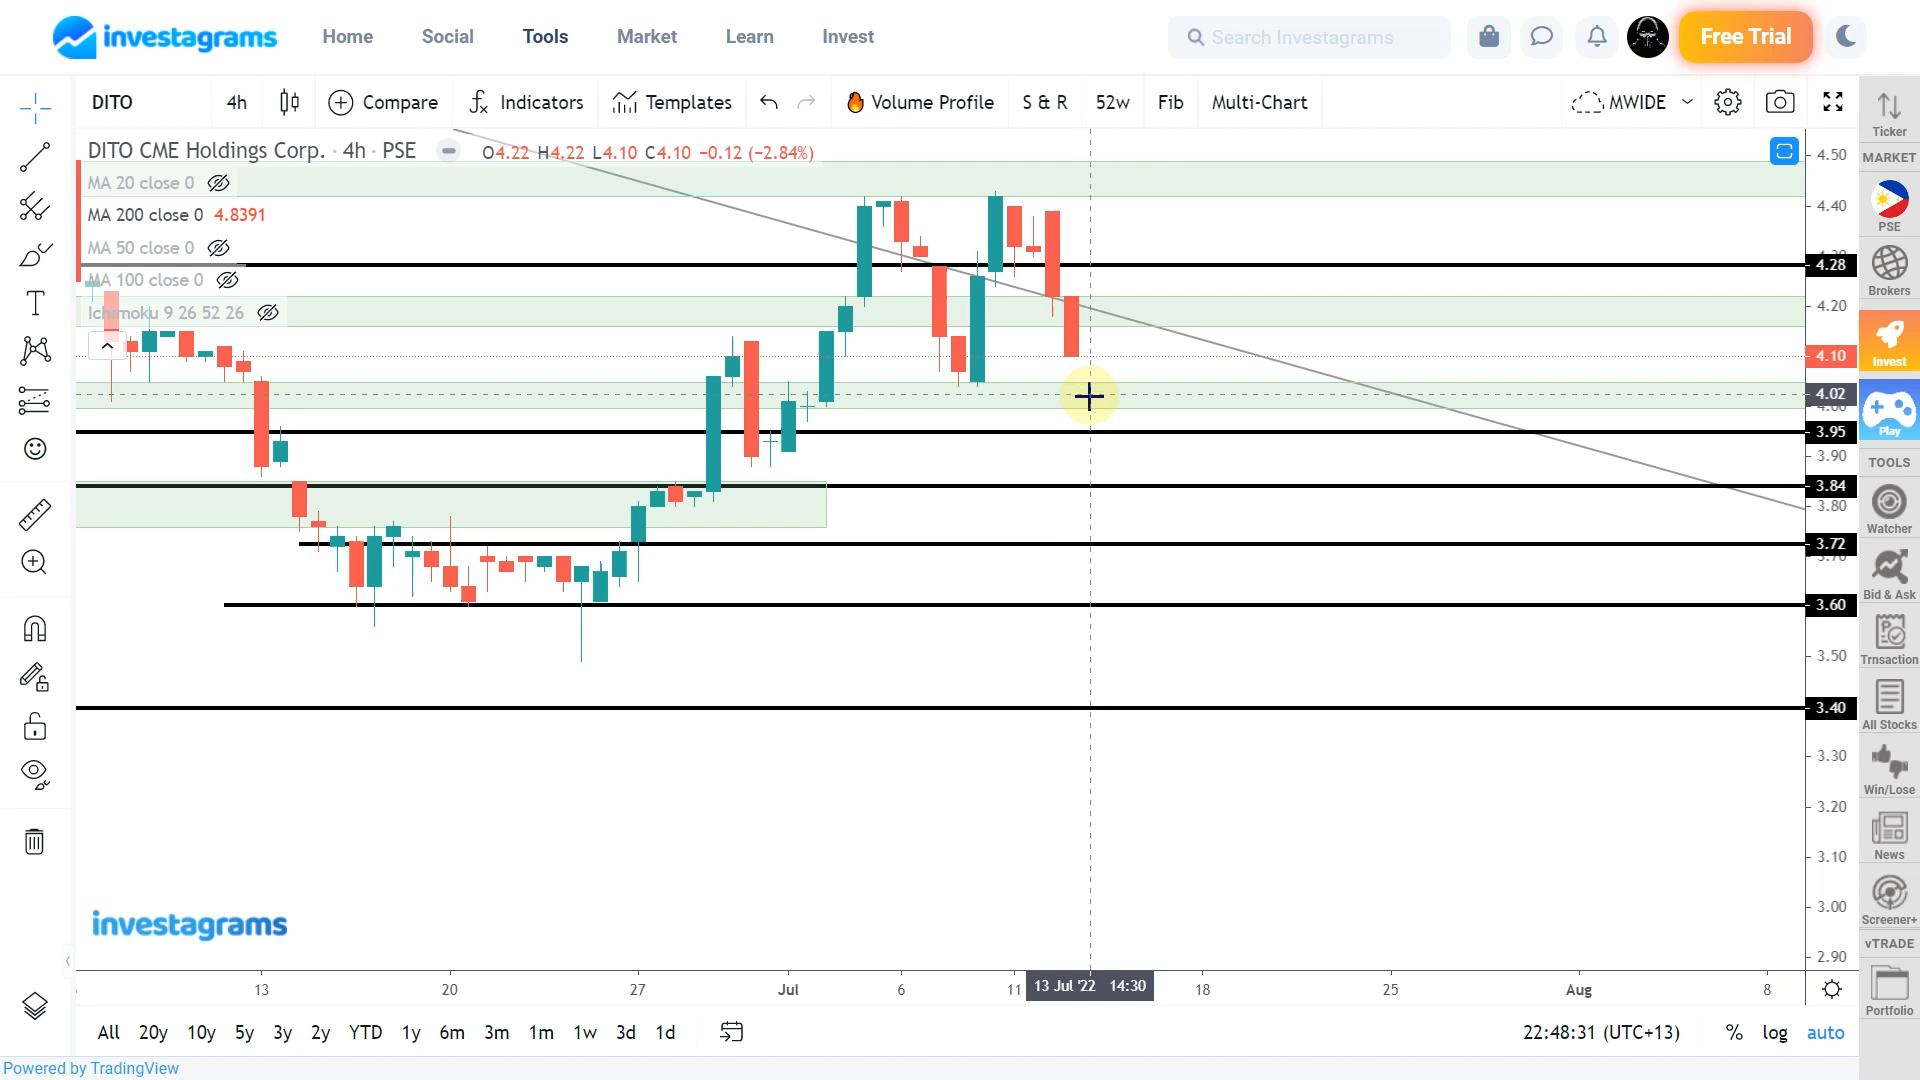 investagrams Home Social Tools Market Learn Invest Search Investagrams Free Trial
DITO 4h Compare Indicators Templates Volume Profile S & R 52w Fib Multi-Chart MWIDE
DITO CME Holdings Corp. · 4h · PSE O4.22 H4.22 L4.10 C4.10 −0.12 (−2.84%)
MA 20 close 0
MA 200 close 0 4.8391
MA 50 close 0
MA 100 close 0
Ichimoku 9 26 52 26
4.50
4.40
4.28
4.20
4.10
4.02
4.00
3.95
3.90
3.84
3.80
3.72
3.70
3.60
3.50
3.40
3.30
3.20
3.10
3.00
2.90
Ticker
MARKET
PSE
Brokers
Invest
Play
TOOLS
Watcher
Bid & Ask
Trnsaction
All Stocks
Win/Lose
News
Screener+
vTRADE
Portfolio
investagrams
13 20 27 Jul 6 11 13 Jul '22 14:30 18 25 Aug 8
All 20y 10y 5y 3y 2y YTD 1y 6m 3m 1m 1w 3d 1d 22:48:31 (UTC+13) % log auto
Powered by TradingView